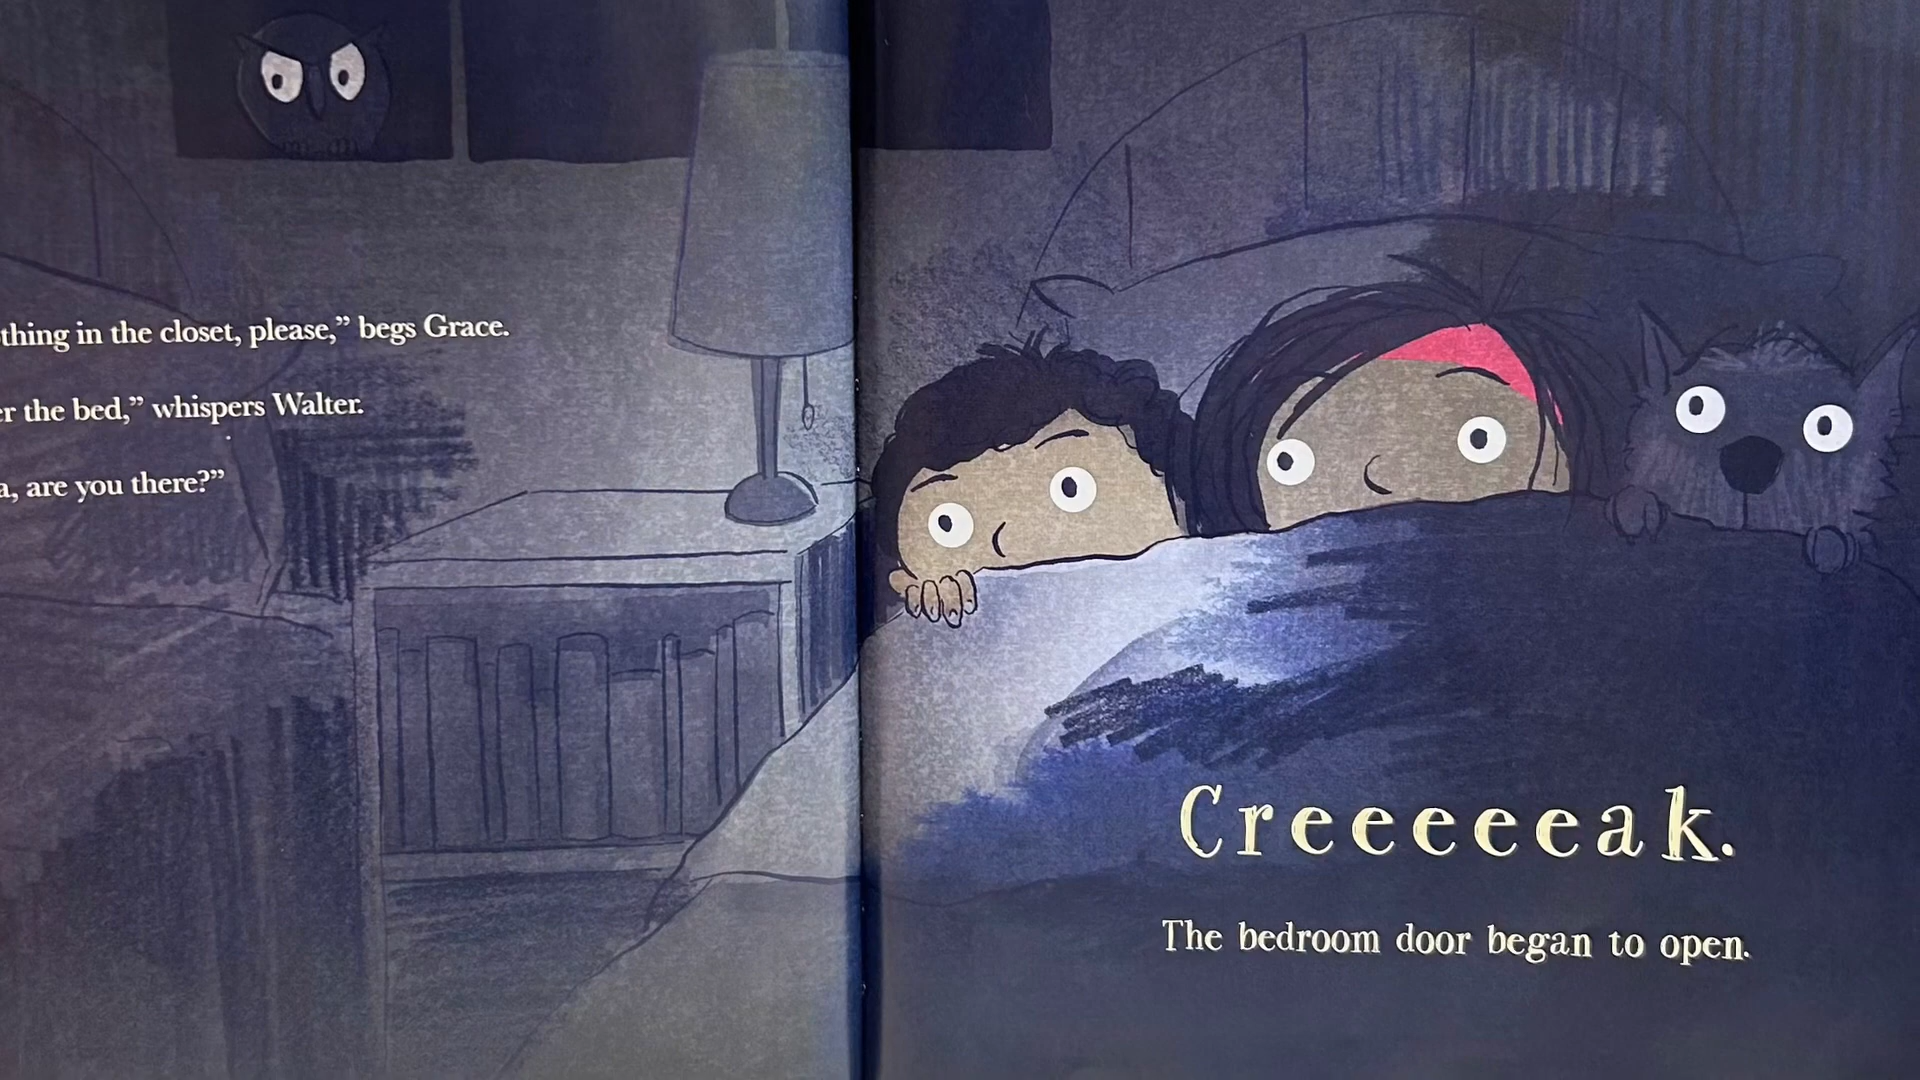 thing in the closet, please,” begs Grace.
the bed,” whispers Walter.
are you there?”
Creeeeeak.
The bedroom door began to open.